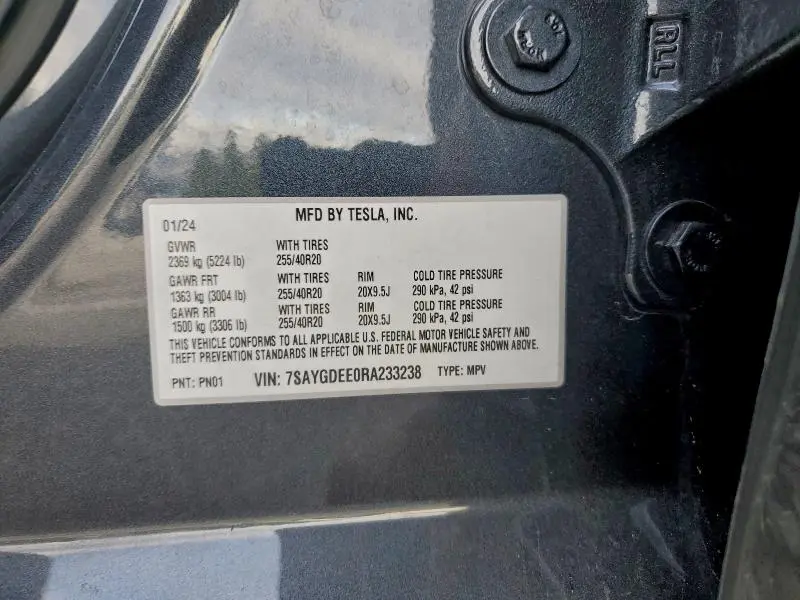 RLL
MFD BY TESLA, INC.
01/24
GVWR WITH TIRES
2369 kg (5224 lb) 255/40R20
GAWR FRT WITH TIRES RIM COLD TIRE PRESSURE
1363 kg (3004 lb) 255/40R20 20X9.5J 290 kPa, 42 psi
GAWR RR WITH TIRES RIM COLD TIRE PRESSURE
1500 kg (3306 lb) 255/40R20 20X9.5J 290 kPa, 42 psi
THIS VEHICLE CONFORMS TO ALL APPLICABLE U.S. FEDERAL MOTOR VEHICLE SAFETY AND
THEFT PREVENTION STANDARDS IN EFFECT ON THE DATE OF MANUFACTURE SHOWN ABOVE.
PNT: PN01 VIN: 7SAYGDEE0RA233238 TYPE: MPV